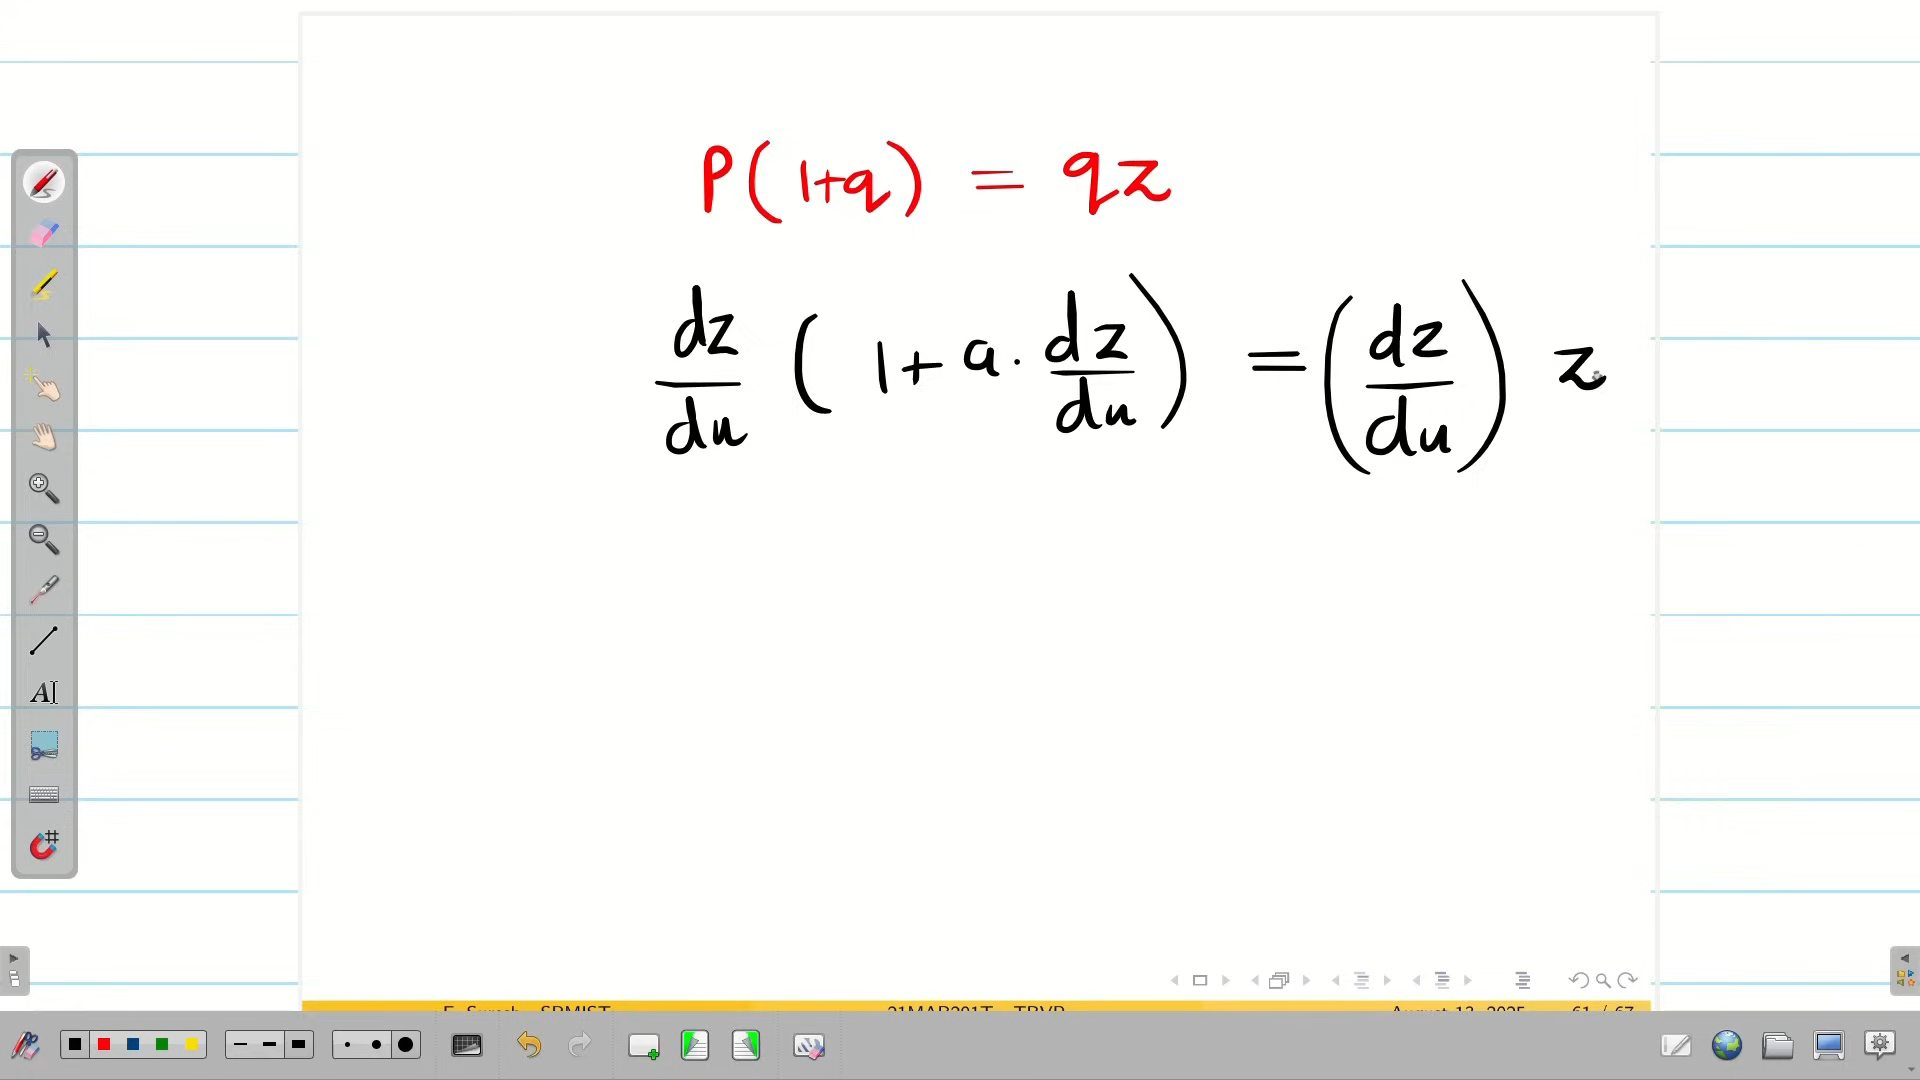 P(1+q) = qz
dz/du (1+a·dz/du) = (dz/du) z